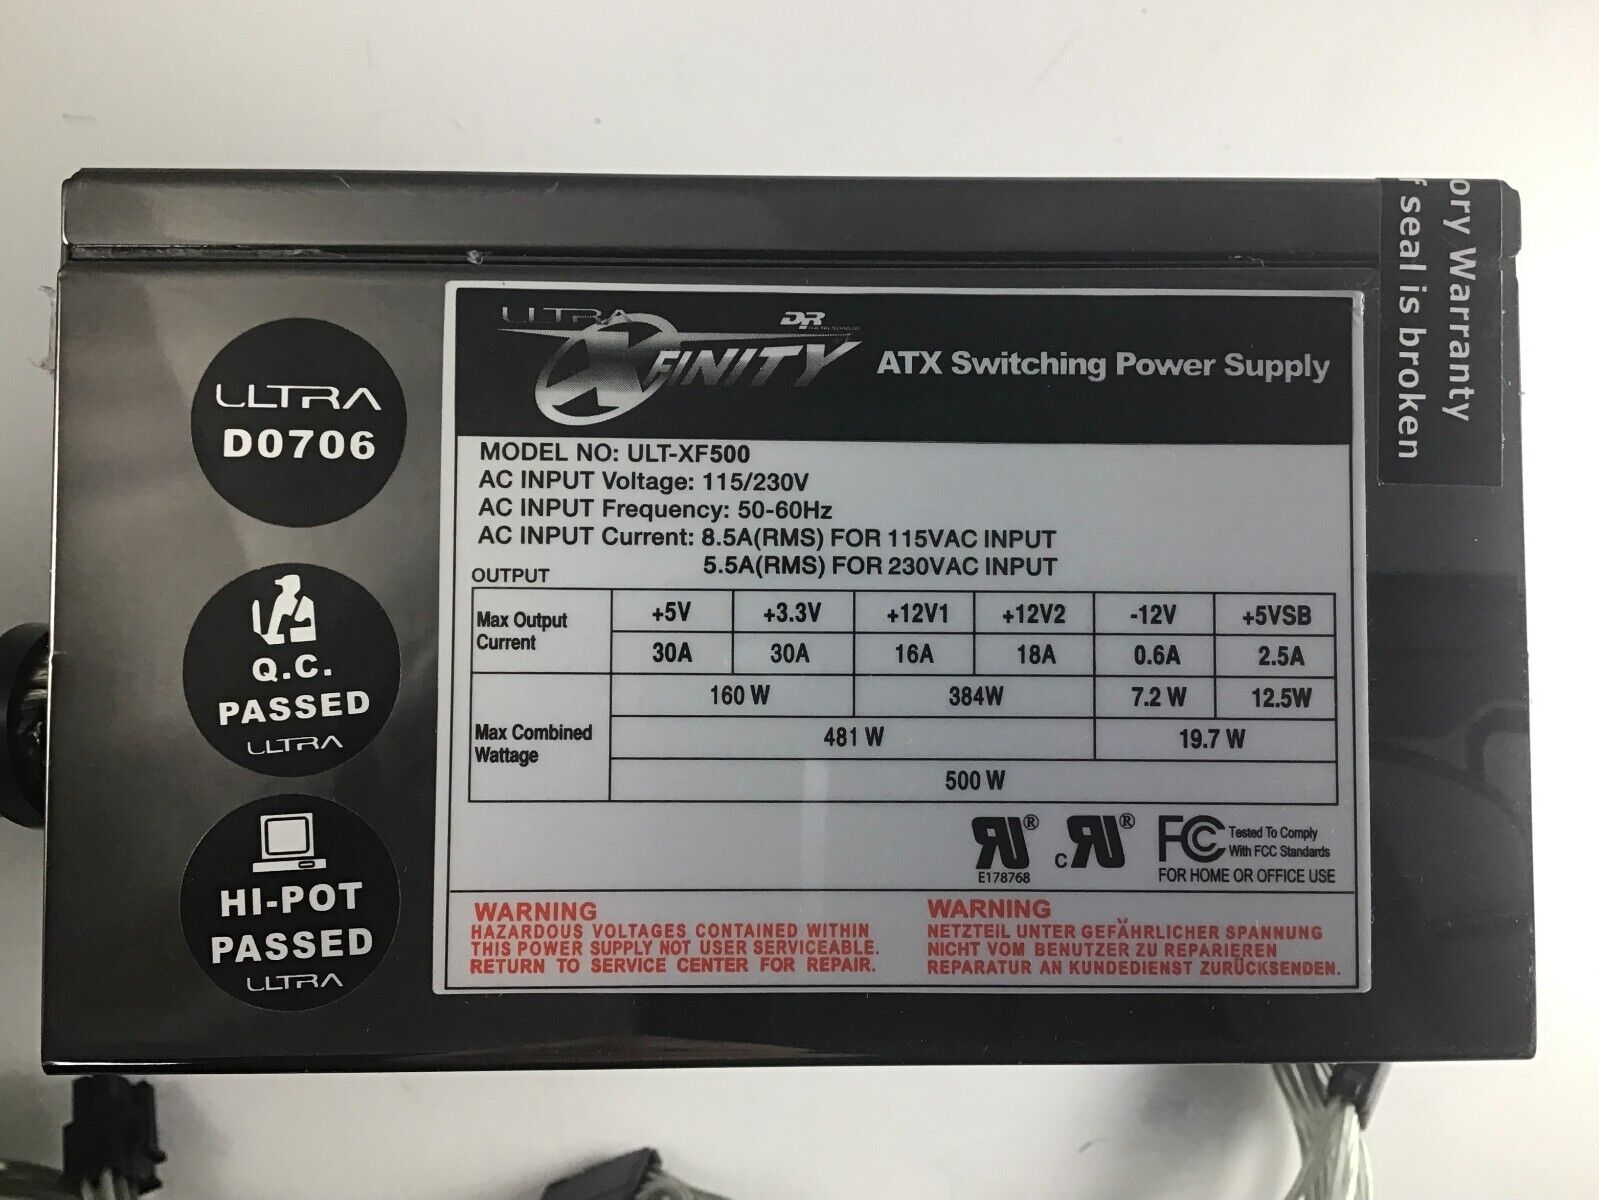 ory Warranty
f seal is broken
ULTRA
D0706
Q.C.
PASSED
ULTRA
HI-POT
PASSED
ULTRA
ULTRA
XFINITY
DR
ATX Switching Power Supply
MODEL NO: ULT-XF500
AC INPUT Voltage: 115/230V
AC INPUT Frequency: 50-60Hz
AC INPUT Current: 8.5A(RMS) FOR 115VAC INPUT
5.5A(RMS) FOR 230VAC INPUT
OUTPUT
Max Output Current +5V +3.3V +12V1 +12V2 -12V +5VSB
30A 30A 16A 18A 0.6A 2.5A
Max Combined Wattage 160 W 384W 7.2 W 12.5W
481 W 19.7 W
500 W
RU® c RU® FC Tested To Comply
With FCC Standards
E178768 FOR HOME OR OFFICE USE
WARNING
HAZARDOUS VOLTAGES CONTAINED WITHIN
THIS POWER SUPPLY NOT USER SERVICEABLE.
RETURN TO SERVICE CENTER FOR REPAIR.
WARNING
NETZTEIL UNTER GEFÄHRLICHER SPANNUNG
NICHT VOM BENUTZER ZU REPARIEREN
REPARATUR AN KUNDEDIENST ZURÜCKSENDEN.